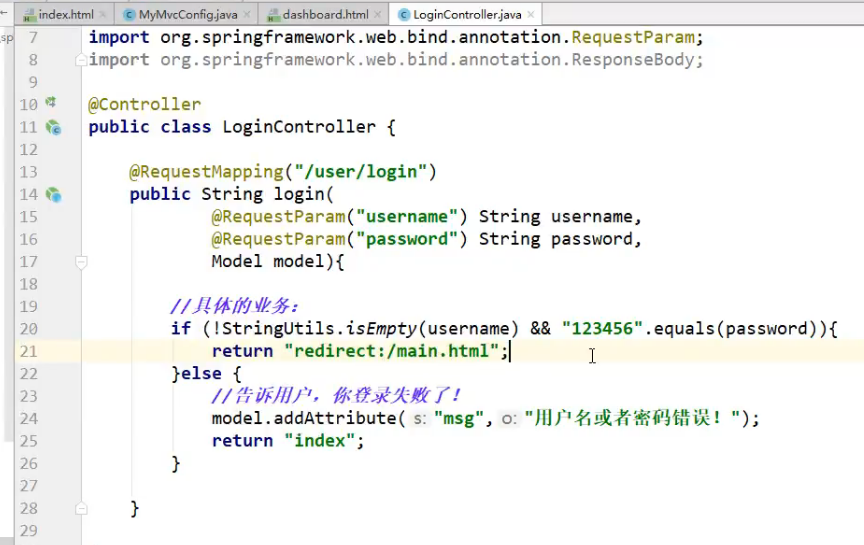 index.html MyMvcConfig.java dashboard.html LoginController.java
7 import org.springframework.web.bind.annotation.RequestParam;
8 import org.springframework.web.bind.annotation.ResponseBody;
9
10 @Controller
11 public class LoginController {
12
13 @RequestMapping("/user/login")
14 public String login(
15 @RequestParam("username") String username,
16 @RequestParam("password") String password,
17 Model model){
18
19 //具体的业务：
20 if (!StringUtils.isEmpty(username) && "123456".equals(password)){
21 return "redirect:/main.html";
22 }else {
23 //告诉用户，你登录失败了！
24 model.addAttribute( s: "msg", o: "用户名或者密码错误！");
25 return "index";
26 }
27
28 }
29